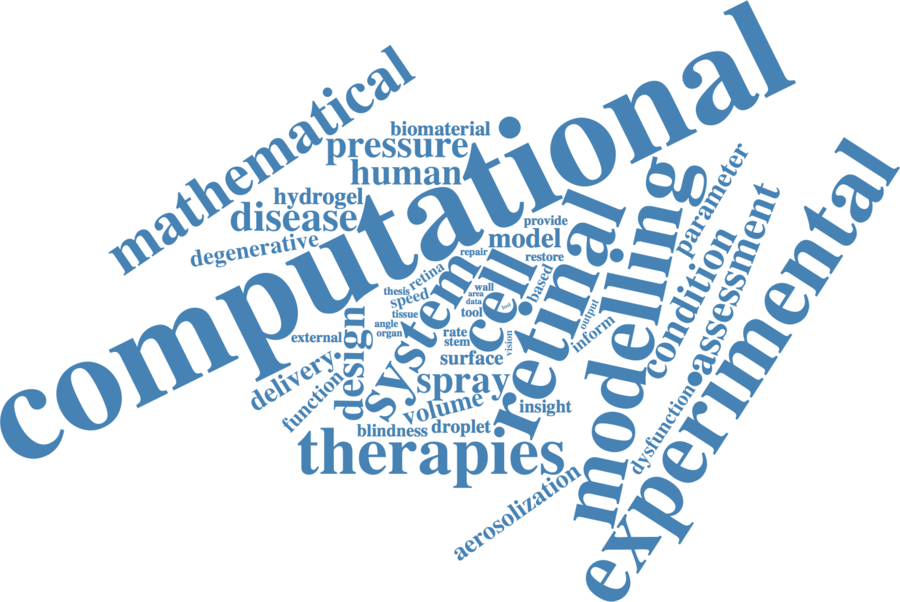 computational
mathematical
biomaterial
pressure
human
hydrogel
disease
degenerative
experimental
modelling
retinal
parameter
assessment
condition
provide
model
repair
restore
cell
system
based
thesis
retina
wall
area
speed
data
tool
tissue
angle
organ
rate
stem
vision
output
inform
external
design
surface
delivery
function
spray
volume
insight
blindness
droplet
therapies
dysfunction
•
aerosolization